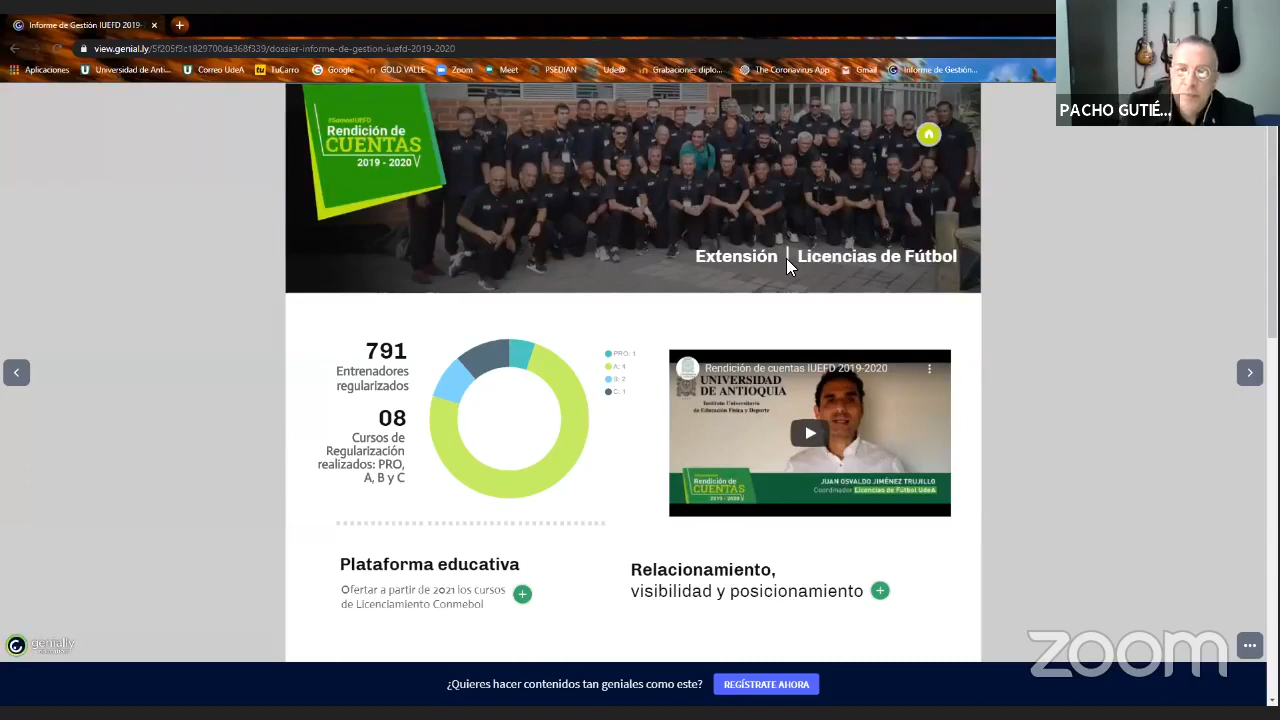 Informe de Gestión IUEFD 2019-
view.genial.ly/5f205f3c1829700da368f339/dossier-informe-de-gestion-iuefd-2019-2020
Aplicaciones
Universidad de Anti...
Correo UdeA
TuCarro
Google
GOLD VALLE
Zoom
Meet
PSEDIAN
Ude@
Grabaciones diplo...
The Coronavirus App
Gmail
Informe de Gestión...
PACHO GUTIÉ...
#SomosIUEFD
Rendición de
CUENTAS
2019 - 2020
Extensión | Licencias de Fútbol
791
Entrenadores
regularizados
08
Cursos de
Regularización
realizados: PRO,
A, B y C
PRO: 1
A: 4
B: 2
C: 1
Rendición de cuentas IUEFD 2019-2020
UNIVERSIDAD
DE ANTIOQUIA
Instituto Universitario
de Educación Física y Deporte
Rendición de
CUENTAS
2019 - 2020
JUAN OSVALDO JIMÉNEZ TRUJILLO
Coordinador Licencias de Fútbol UdeA
Plataforma educativa
Ofertar a partir de 2021 los cursos
de Licenciamiento Conmebol
Relacionamiento,
visibilidad y posicionamiento
genially
zoom
¿Quieres hacer contenidos tan geniales como este?
REGÍSTRATE AHORA